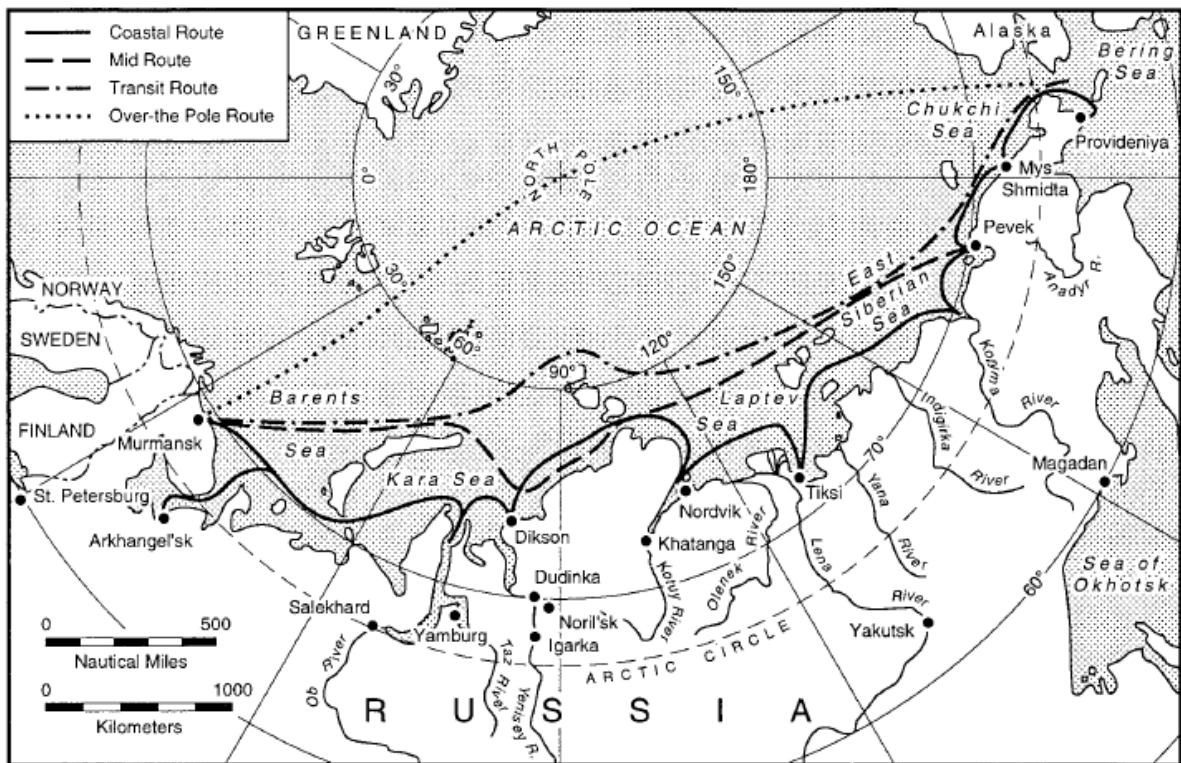 Coastal Route
Mid Route
Transit Route
Over-the Pole Route
GREENLAND
Alaska
Bering
Sea
30°
150°
Chukchi
Sea
Provideniya
NORTH POLE
0°
180°
Mys
Shmidta
ARCTIC OCEAN
Pevek
30°
150°
East
Siberian
Sea
Anadyr R.
NORWAY
SWEDEN
60°
120°
90°
Barents
Sea
Laptev
Sea
Kolyma
River
Indigirka
River
FINLAND
Murmansk
Kara Sea
70°
Magadan
St. Petersburg
Arkhangel'sk
Dikson
Nordvik
Tiksi
Yana
River
Khatanga
Kotuy River
Olenek
River
Lena
River
60°
Sea of
Okhotsk
Dudinka
Noril'sk
Salekhard
Yamburg
Igarka
Yakutsk
ARCTIC CIRCLE
Ob
River
Taz
River
Yenisey R.
RUSSIA
0
500
Nautical Miles
0
1000
Kilometers